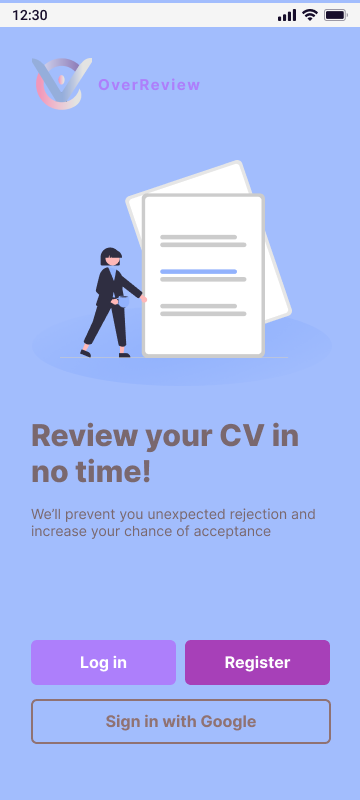 12:30
OverReview
Review your CV in
no time!
We'll prevent you unexpected rejection and
increase your chance of acceptance
Log in
Register
Sign in with Google